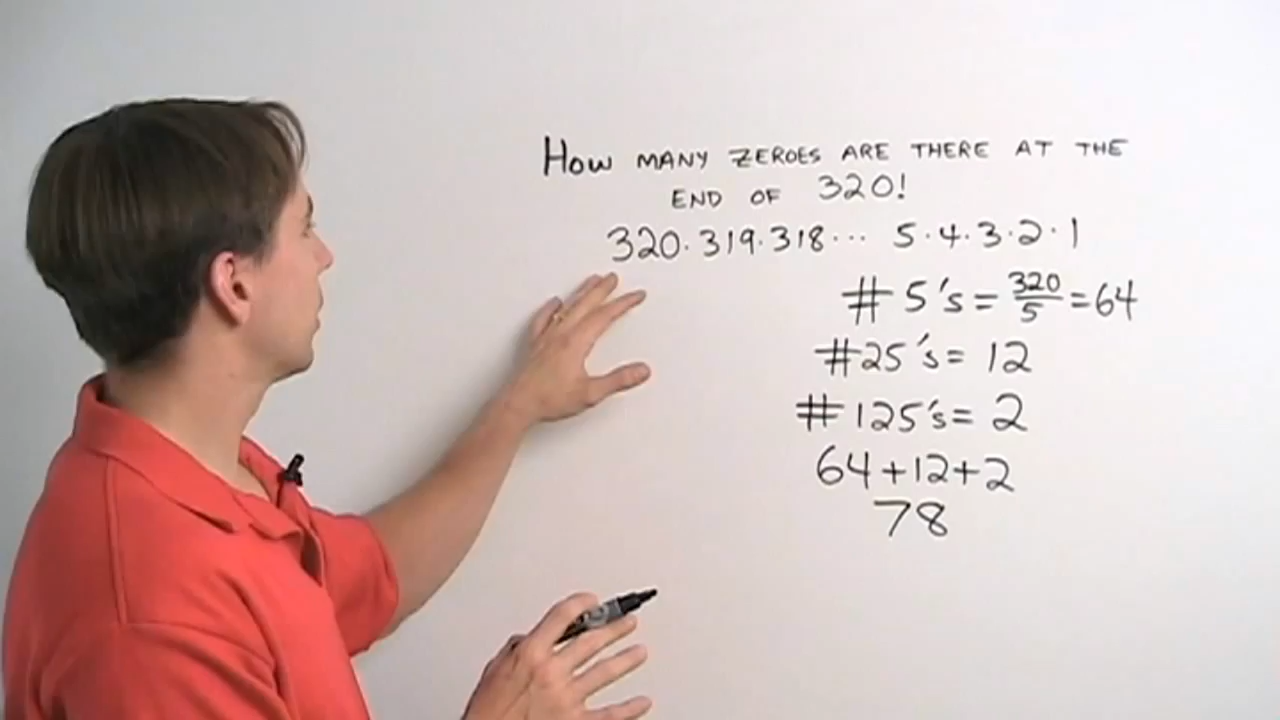 HOW MANY ZEROES ARE THERE AT THE
END OF 320!
320·319·318··· 5·4·3·2·1
# 5's = 320/5 = 64
#25's = 12
#125's = 2
64+12+2
78